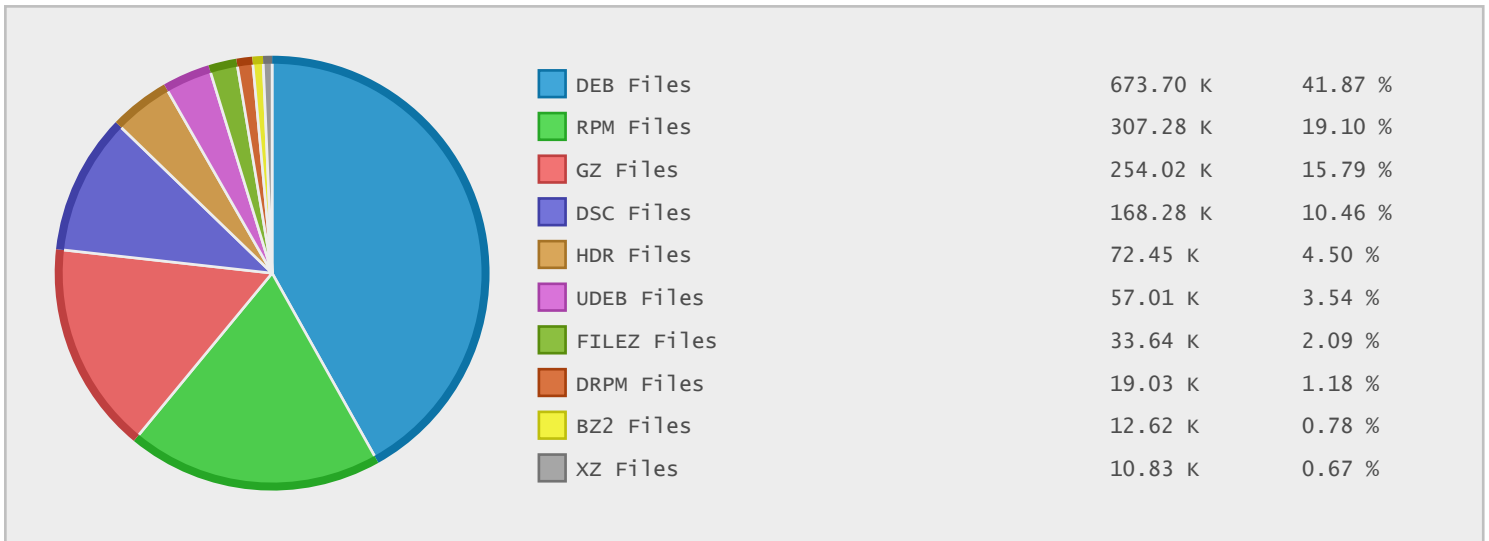 DEB Files 673.70 K 41.87 %
RPM Files 307.28 K 19.10 %
GZ Files 254.02 K 15.79 %
DSC Files 168.28 K 10.46 %
HDR Files 72.45 K 4.50 %
UDEB Files 57.01 K 3.54 %
FILEZ Files 33.64 K 2.09 %
DRPM Files 19.03 K 1.18 %
BZ2 Files 12.62 K 0.78 %
XZ Files 10.83 K 0.67 %